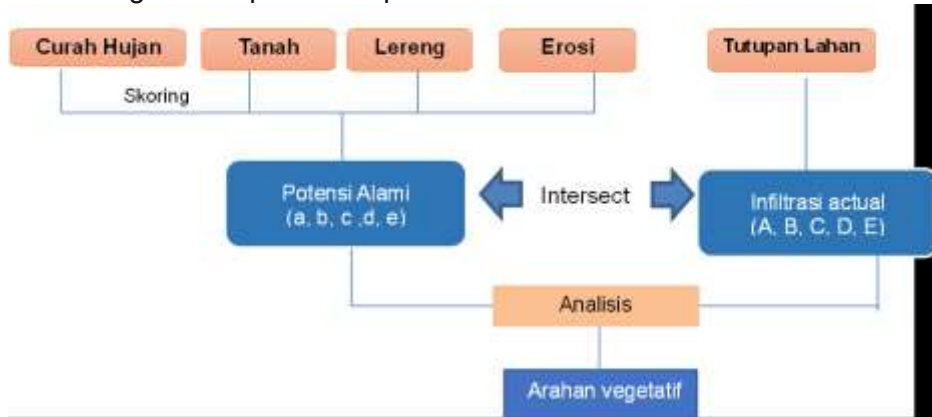 Curah Hujan
Tanah
Lereng
Erosi
Tutupan Lahan
Skoring
Potensi Alami
(a, b, c ,d, e)
Intersect
Infiltrasi actual
(A, B, C, D, E)
Analisis
Arahan vegetatif